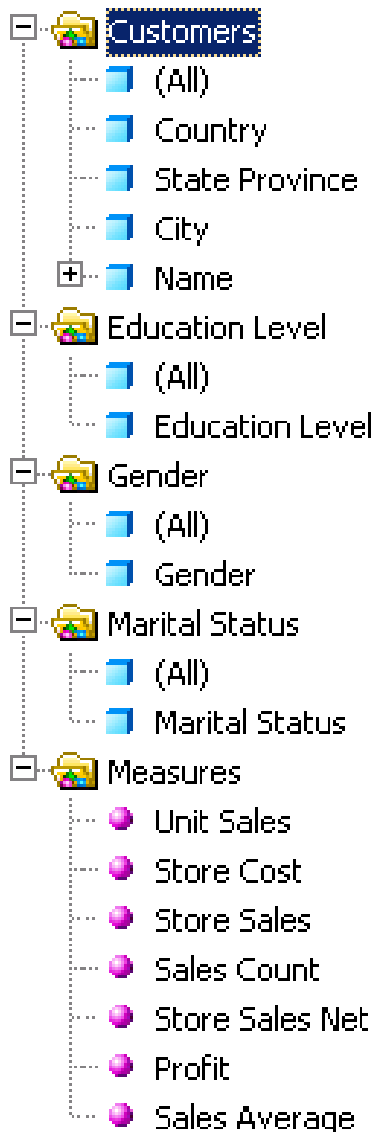 Customers
(All)
Country
State Province
City
Name
Education Level
(All)
Education Level
Gender
(All)
Gender
Marital Status
(All)
Marital Status
Measures
Unit Sales
Store Cost
Store Sales
Sales Count
Store Sales Net
Profit
Sales Average